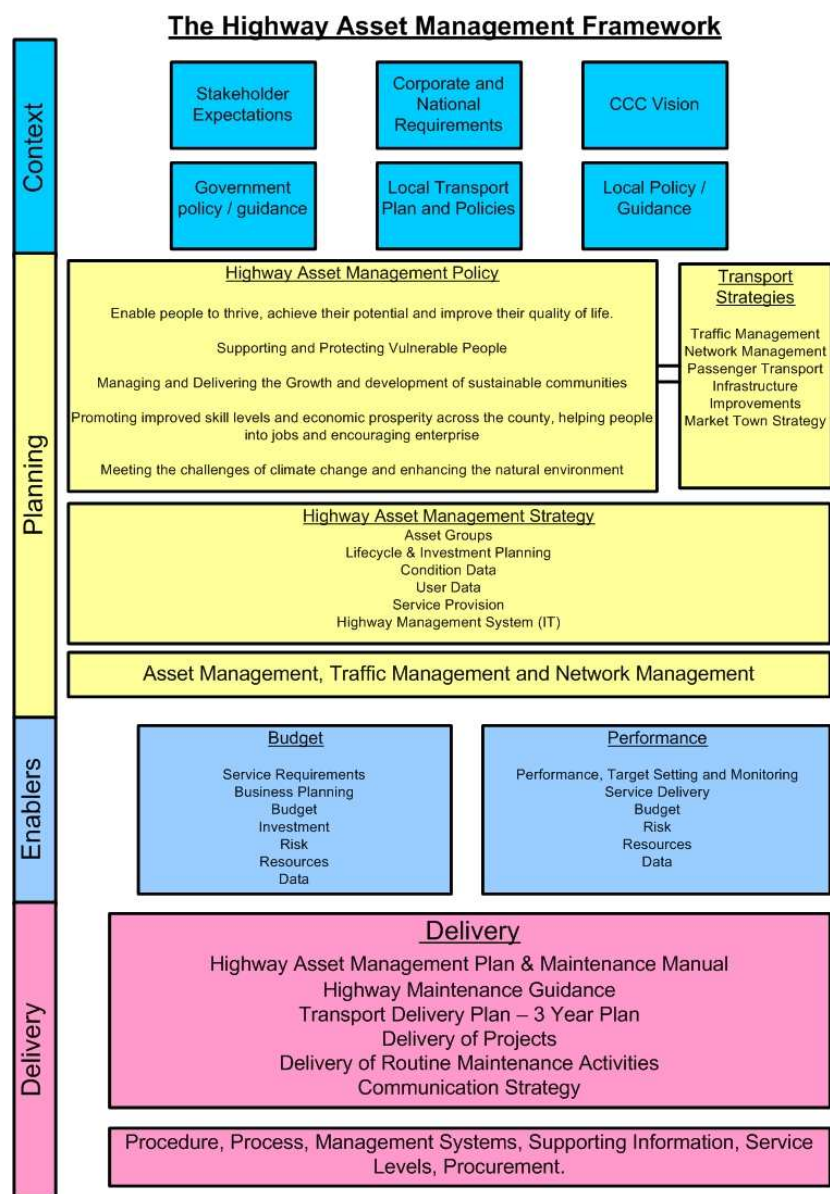 The Highway Asset Management Framework
Context
Stakeholder
Expectations
Corporate and
National
Requirements
CCC Vision
Government
policy / guidance
Local Transport
Plan and Policies
Local Policy /
Guidance
Planning
Highway Asset Management Policy
Enable people to thrive, achieve their potential and improve their quality of life.
Supporting and Protecting Vulnerable People
Managing and Delivering the Growth and development of sustainable communities
Promoting improved skill levels and economic prosperity across the county, helping people
into jobs and encouraging enterprise
Meeting the challenges of climate change and enhancing the natural environment
Transport
Strategies
Traffic Management
Network Management
Passenger Transport
Infrastructure
Improvements
Market Town Strategy
Highway Asset Management Strategy
Asset Groups
Lifecycle & Investment Planning
Condition Data
User Data
Service Provision
Highway Management System (IT)
Asset Management, Traffic Management and Network Management
Enablers
Budget
Service Requirements
Business Planning
Budget
Investment
Risk
Resources
Data
Performance
Performance, Target Setting and Monitoring
Service Delivery
Budget
Risk
Resources
Data
Delivery
Delivery
Highway Asset Management Plan & Maintenance Manual
Highway Maintenance Guidance
Transport Delivery Plan – 3 Year Plan
Delivery of Projects
Delivery of Routine Maintenance Activities
Communication Strategy
Procedure, Process, Management Systems, Supporting Information, Service
Levels, Procurement.